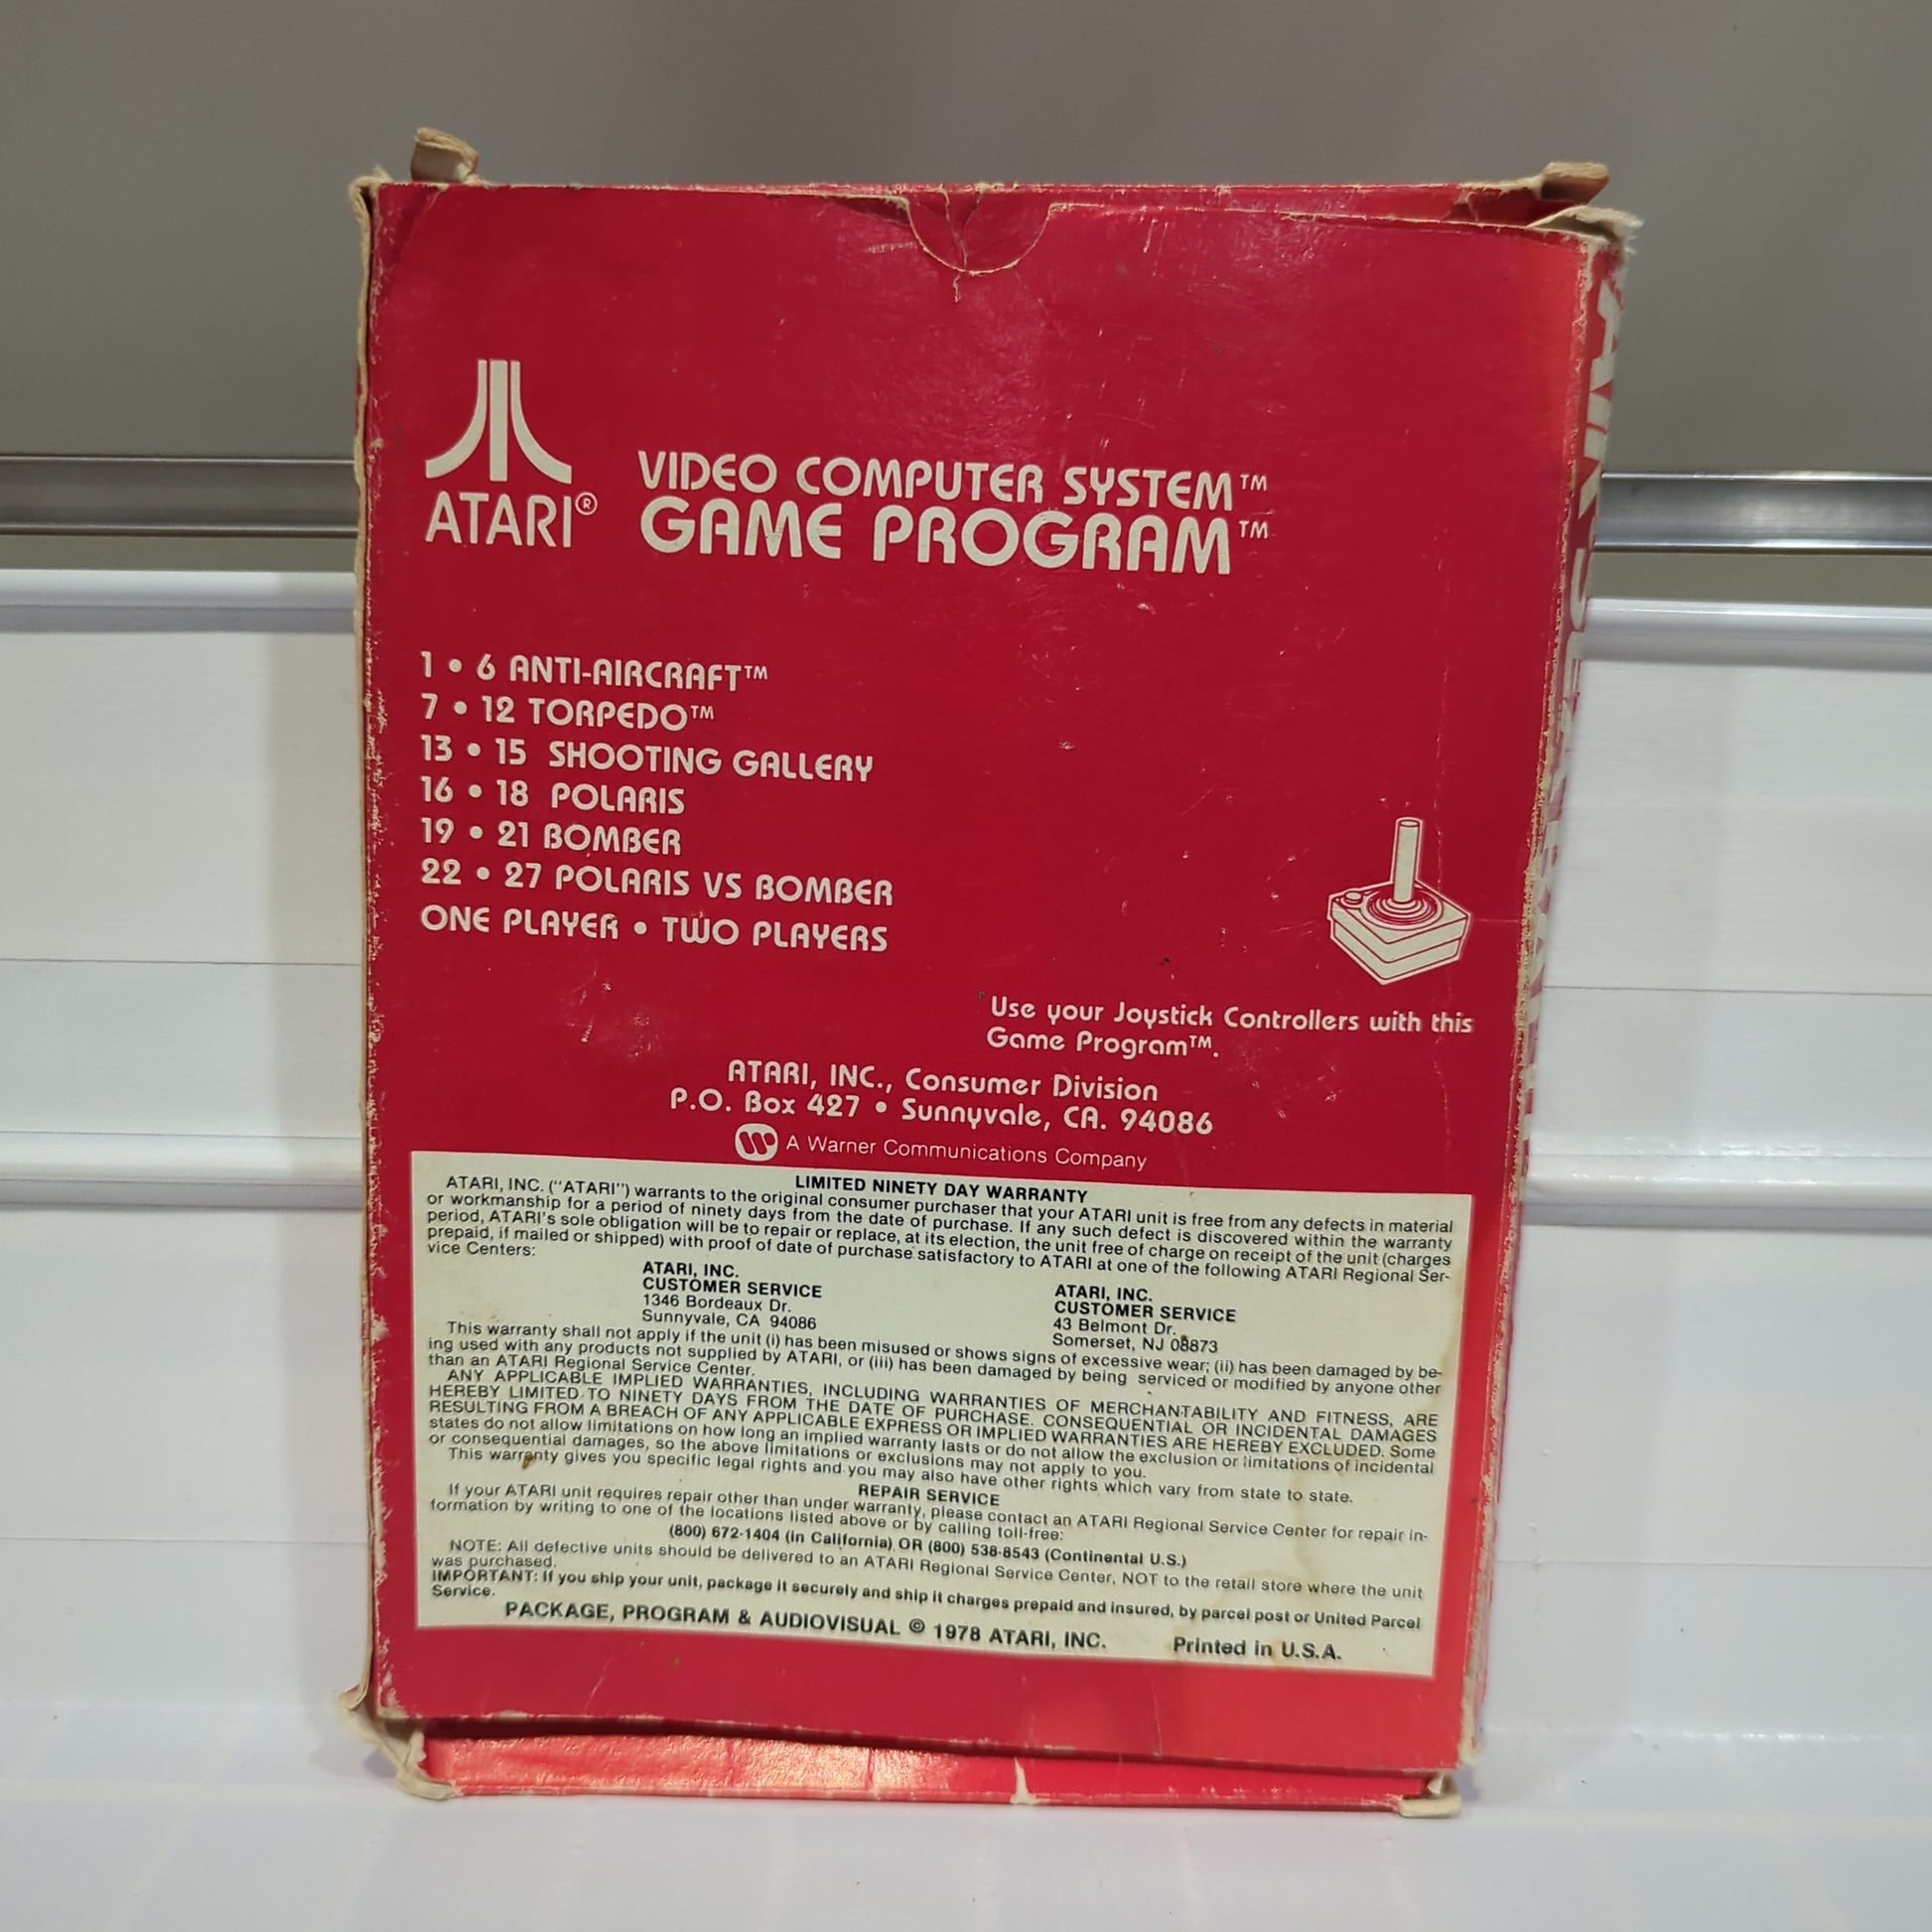 ATARI®
VIDEO COMPUTER SYSTEM™
GAME PROGRAM™
1 • 6 ANTI-AIRCRAFT™
7 • 12 TORPEDO™
13 • 15 SHOOTING GALLERY
16 • 18 POLARIS
19 • 21 BOMBER
22 • 27 POLARIS VS BOMBER
ONE PLAYER • TWO PLAYERS
Use your Joystick Controllers with this
Game Program™.
ATARI, INC., Consumer Division
P.O. Box 427 • Sunnyvale, CA. 94086
A Warner Communications Company
LIMITED NINETY DAY WARRANTY
ATARI, INC. ("ATARI") warrants to the original consumer purchaser that your ATARI unit is free from any defects in material
or workmanship for a period of ninety days from the date of purchase. If any such defect is discovered within the warranty
period, ATARI's sole obligation will be to repair or replace, at its election, the unit free of charge on receipt of the unit (charges
prepaid, if mailed or shipped) with proof of date of purchase satisfactory to ATARI at one of the following ATARI Regional Ser-
vice Centers:
ATARI, INC.
CUSTOMER SERVICE
1346 Bordeaux Dr.
Sunnyvale, CA 94086
ATARI, INC.
CUSTOMER SERVICE
43 Belmont Dr.
Somerset, NJ 08873
This warranty shall not apply if the unit (i) has been misused or shows signs of excessive wear; (ii) has been damaged by be-
ing used with any products not supplied by ATARI, or (iii) has been damaged by being serviced or modified by anyone other
than an ATARI Regional Service Center.
ANY APPLICABLE IMPLIED WARRANTIES, INCLUDING WARRANTIES OF MERCHANTABILITY AND FITNESS, ARE
HEREBY LIMITED TO NINETY DAYS FROM THE DATE OF PURCHASE. CONSEQUENTIAL OR INCIDENTAL DAMAGES
RESULTING FROM A BREACH OF ANY APPLICABLE EXPRESS OR IMPLIED WARRANTIES ARE HEREBY EXCLUDED. Some
states do not allow limitations on how long an implied warranty lasts or do not allow the exclusion or limitations of incidental
or consequential damages, so the above limitations or exclusions may not apply to you.
This warranty gives you specific legal rights and you may also have other rights which vary from state to state.
REPAIR SERVICE
If your ATARI unit requires repair other than under warranty, please contact an ATARI Regional Service Center for repair in-
formation by writing to one of the locations listed above or by calling toll-free:
(800) 672-1404 (in California) OR (800) 538-8543 (Continental U.S.)
NOTE: All defective units should be delivered to an ATARI Regional Service Center, NOT to the retail store where the unit
was purchased.
IMPORTANT: If you ship your unit, package it securely and ship it charges prepaid and insured, by parcel post or United Parcel
Service.
PACKAGE, PROGRAM & AUDIOVISUAL © 1978 ATARI, INC. Printed in U.S.A.